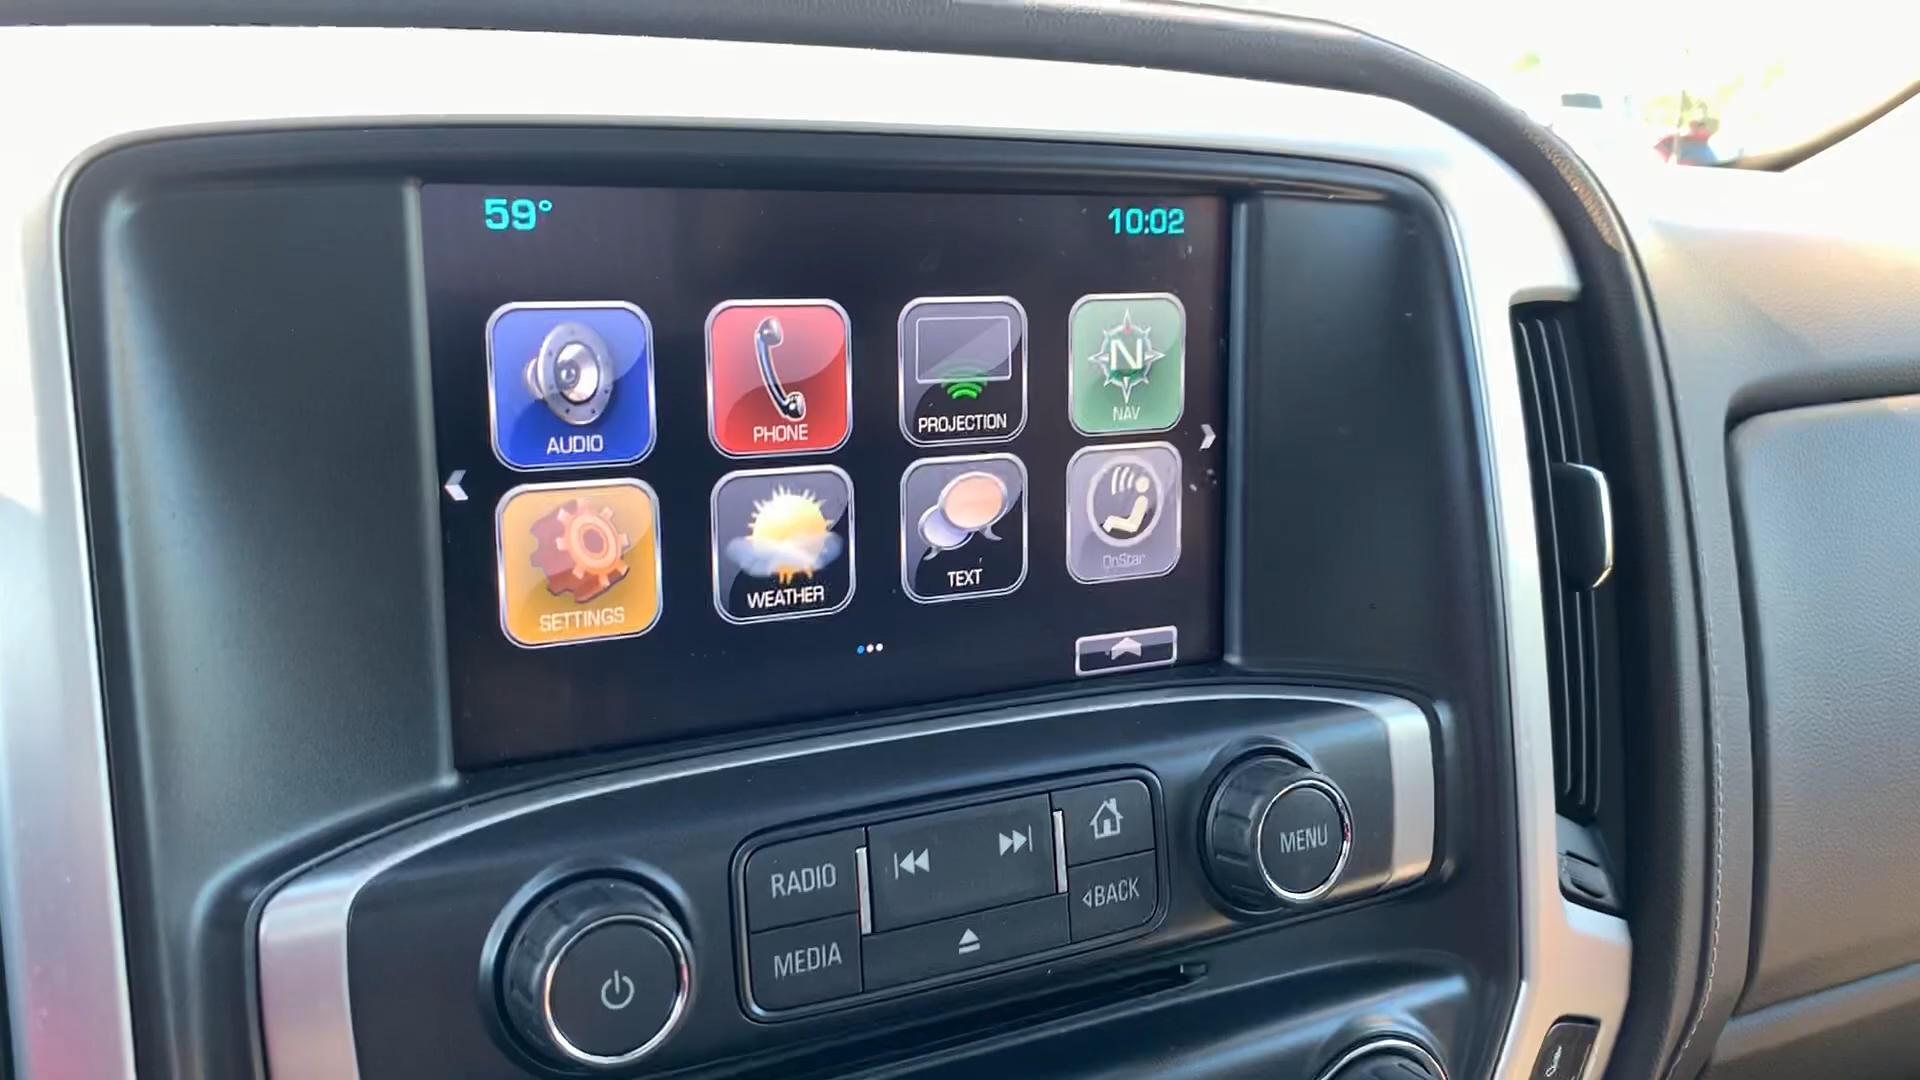 59° 10:02
AUDIO PHONE PROJECTION N NAV
SETTINGS WEATHER TEXT OnStar
RADIO
MEDIA
BACK
MENU